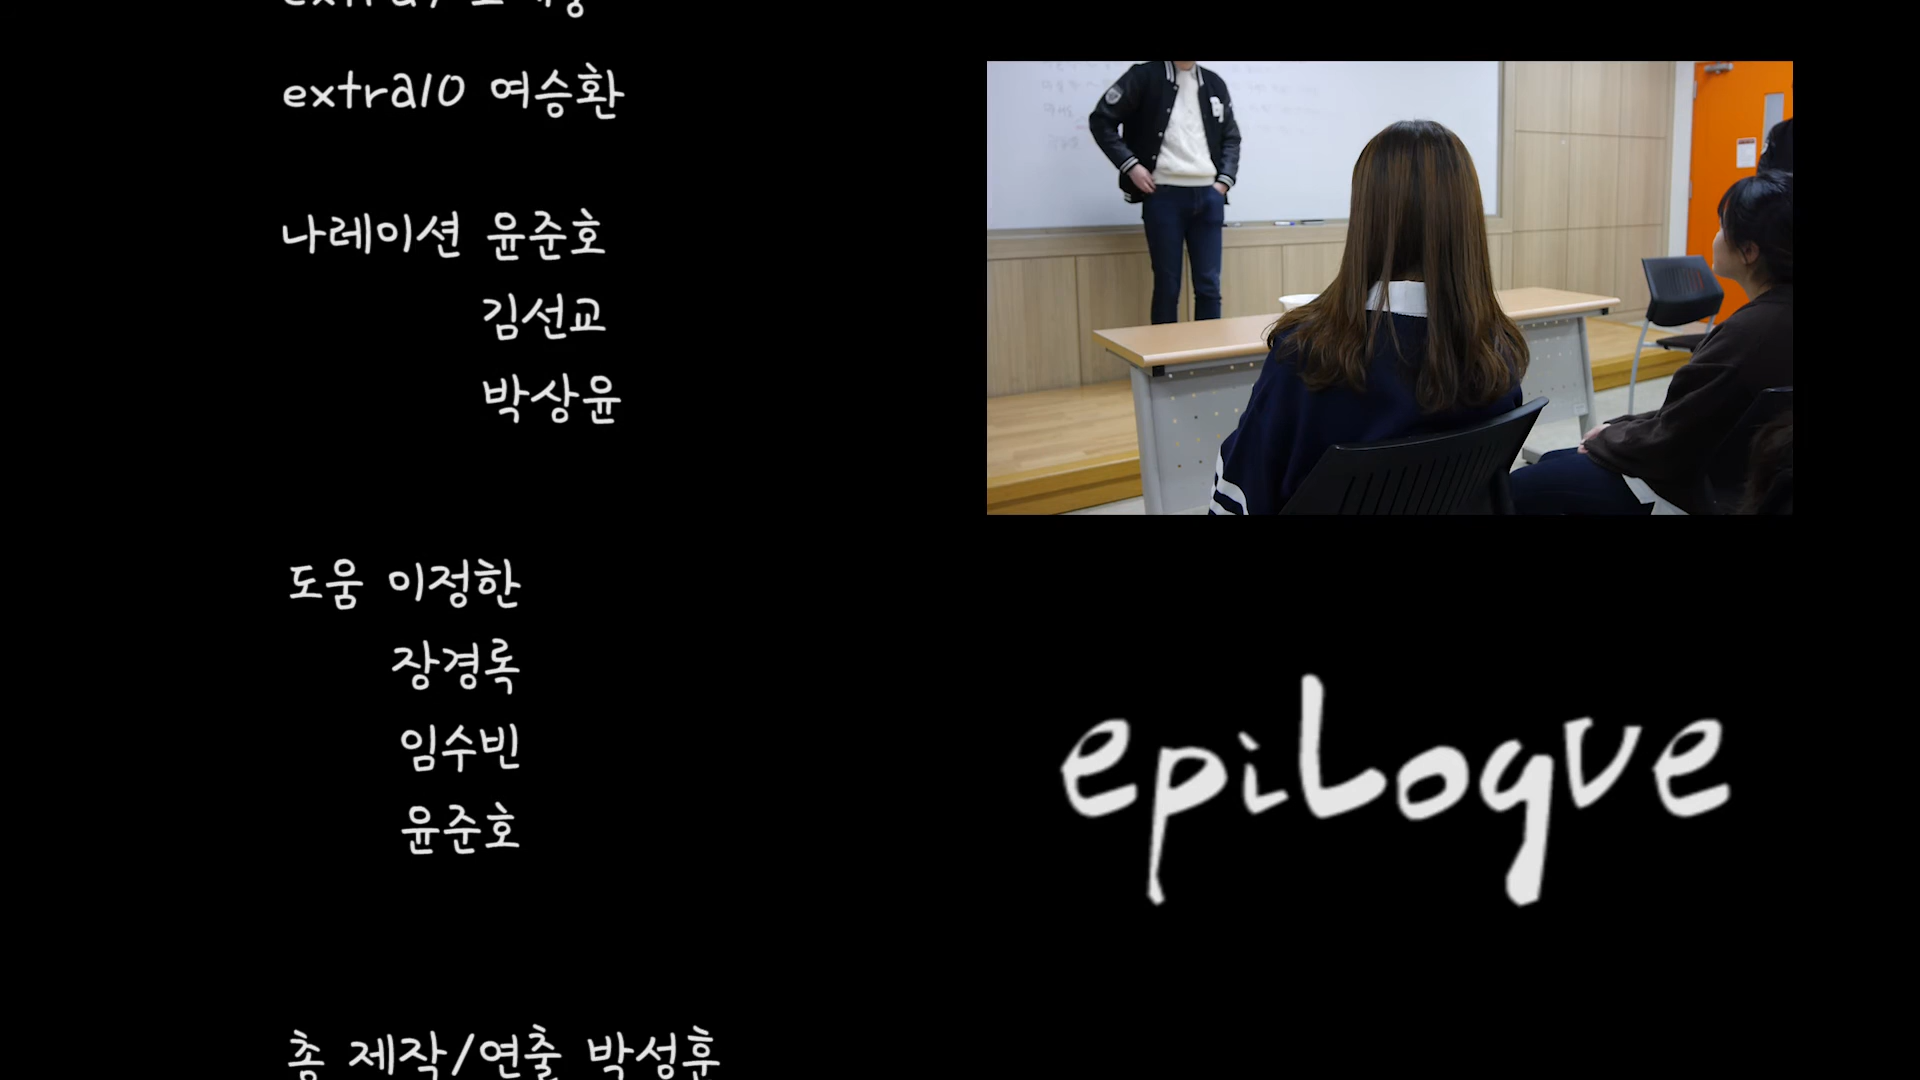 extra10 여승환
나레이션 윤준호
김선교
박상윤
도움 이정한
장경록
임수빈
윤준호
총 제작/연출 박성훈
epilogue